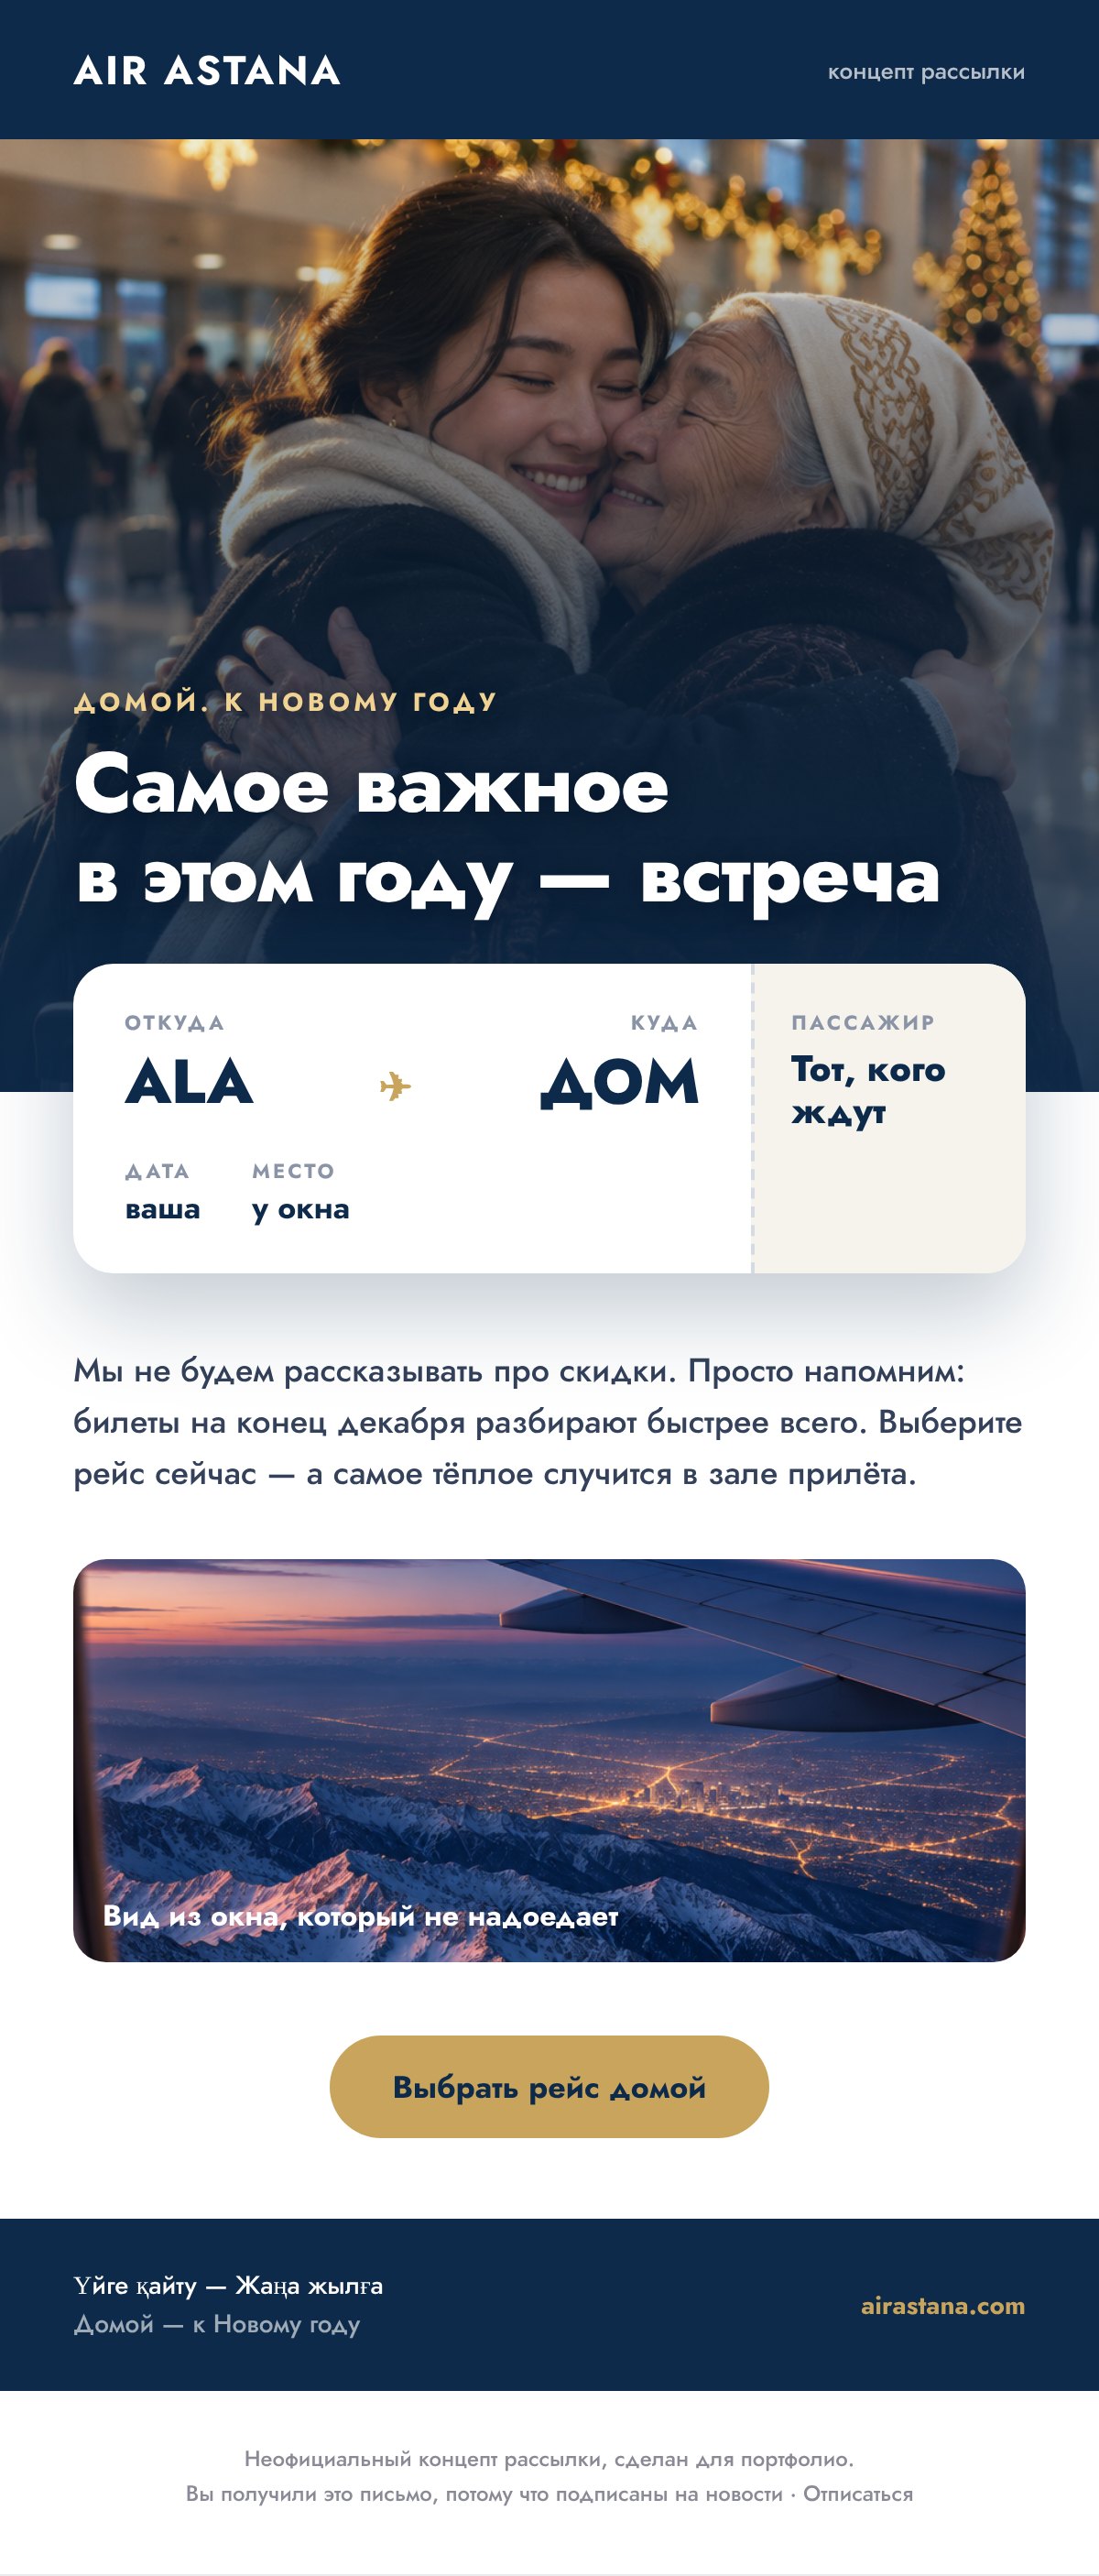 AIR ASTANA
концепт рассылки
ДОМОЙ. К НОВОМУ ГОДУ
Самое важное
в этом году — встреча
ОТКУДА
КУДА
ПАССАЖИР
ALA
ДОМ
Тот, кого
ждут
ДАТА
МЕСТО
ваша
у окна
Мы не будем рассказывать про скидки. Просто напомним:
билеты на конец декабря разбирают быстрее всего. Выберите
рейс сейчас — а самое тёплое случится в зале прилёта.
Вид из окна, который не надоедает
Выбрать рейс домой
Үйге қайту — Жаңа жылға
Домой — к Новому году
airastana.com
Неофициальный концепт рассылки, сделан для портфолио.
Вы получили это письмо, потому что подписаны на новости · Отписаться